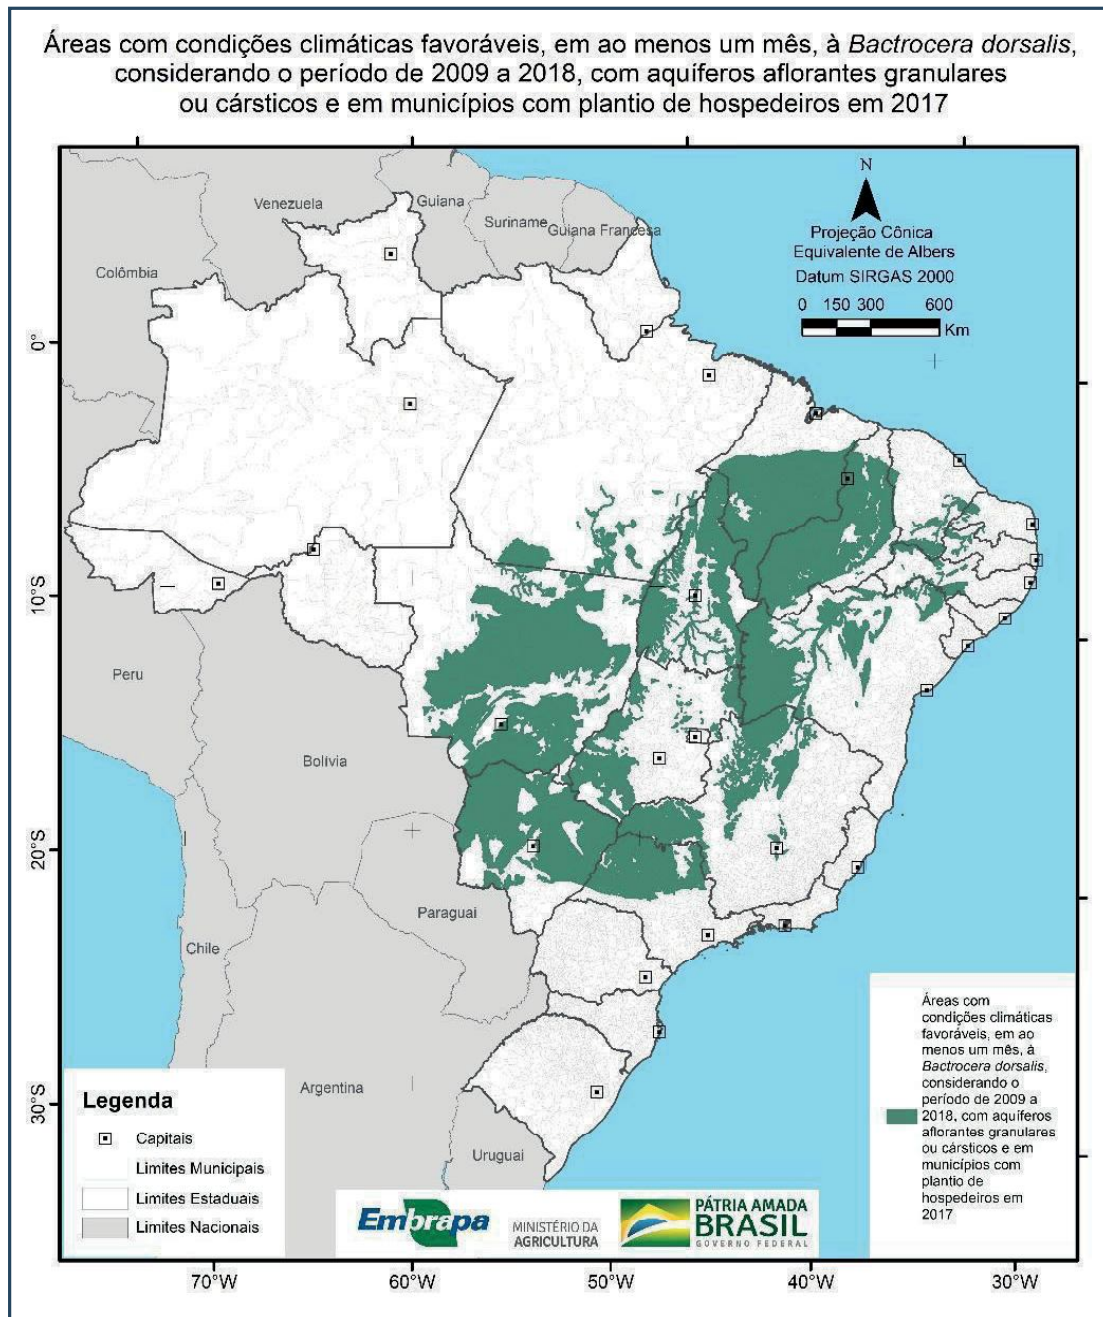 Áreas com condições climáticas favoráveis, em ao menos um mês, à Bactrocera dorsalis,
considerando o período de 2009 a 2018, com aquíferos aflorantes granulares
ou cársticos e em municípios com plantio de hospedeiros em 2017
N
Projeção Cônica
Equivalente de Albers
Datum SIRGAS 2000
0 150 300 600
Km
Venezuela
Guiana
Suriname
Guiana Francesa
Colômbia
0°
10°S
Peru
Bolívia
20°S
Paraguai
Chile
Argentina
30°S
Uruguai
Legenda
Capitais
Limites Municipais
Limites Estaduais
Limites Nacionais
Embrapa
MINISTÉRIO DA
AGRICULTURA
PÁTRIA AMADA
BRASIL
GOVERNO FEDERAL
Áreas com
condições climáticas
favoráveis, em ao
menos um mês, à
Bactrocera dorsalis,
considerando o
período de 2009 a
2018, com aquíferos
aflorantes granulares
ou cársticos e em
municípios com
plantio de
hospedeiros em
2017
70°W 60°W 50°W 40°W 30°W